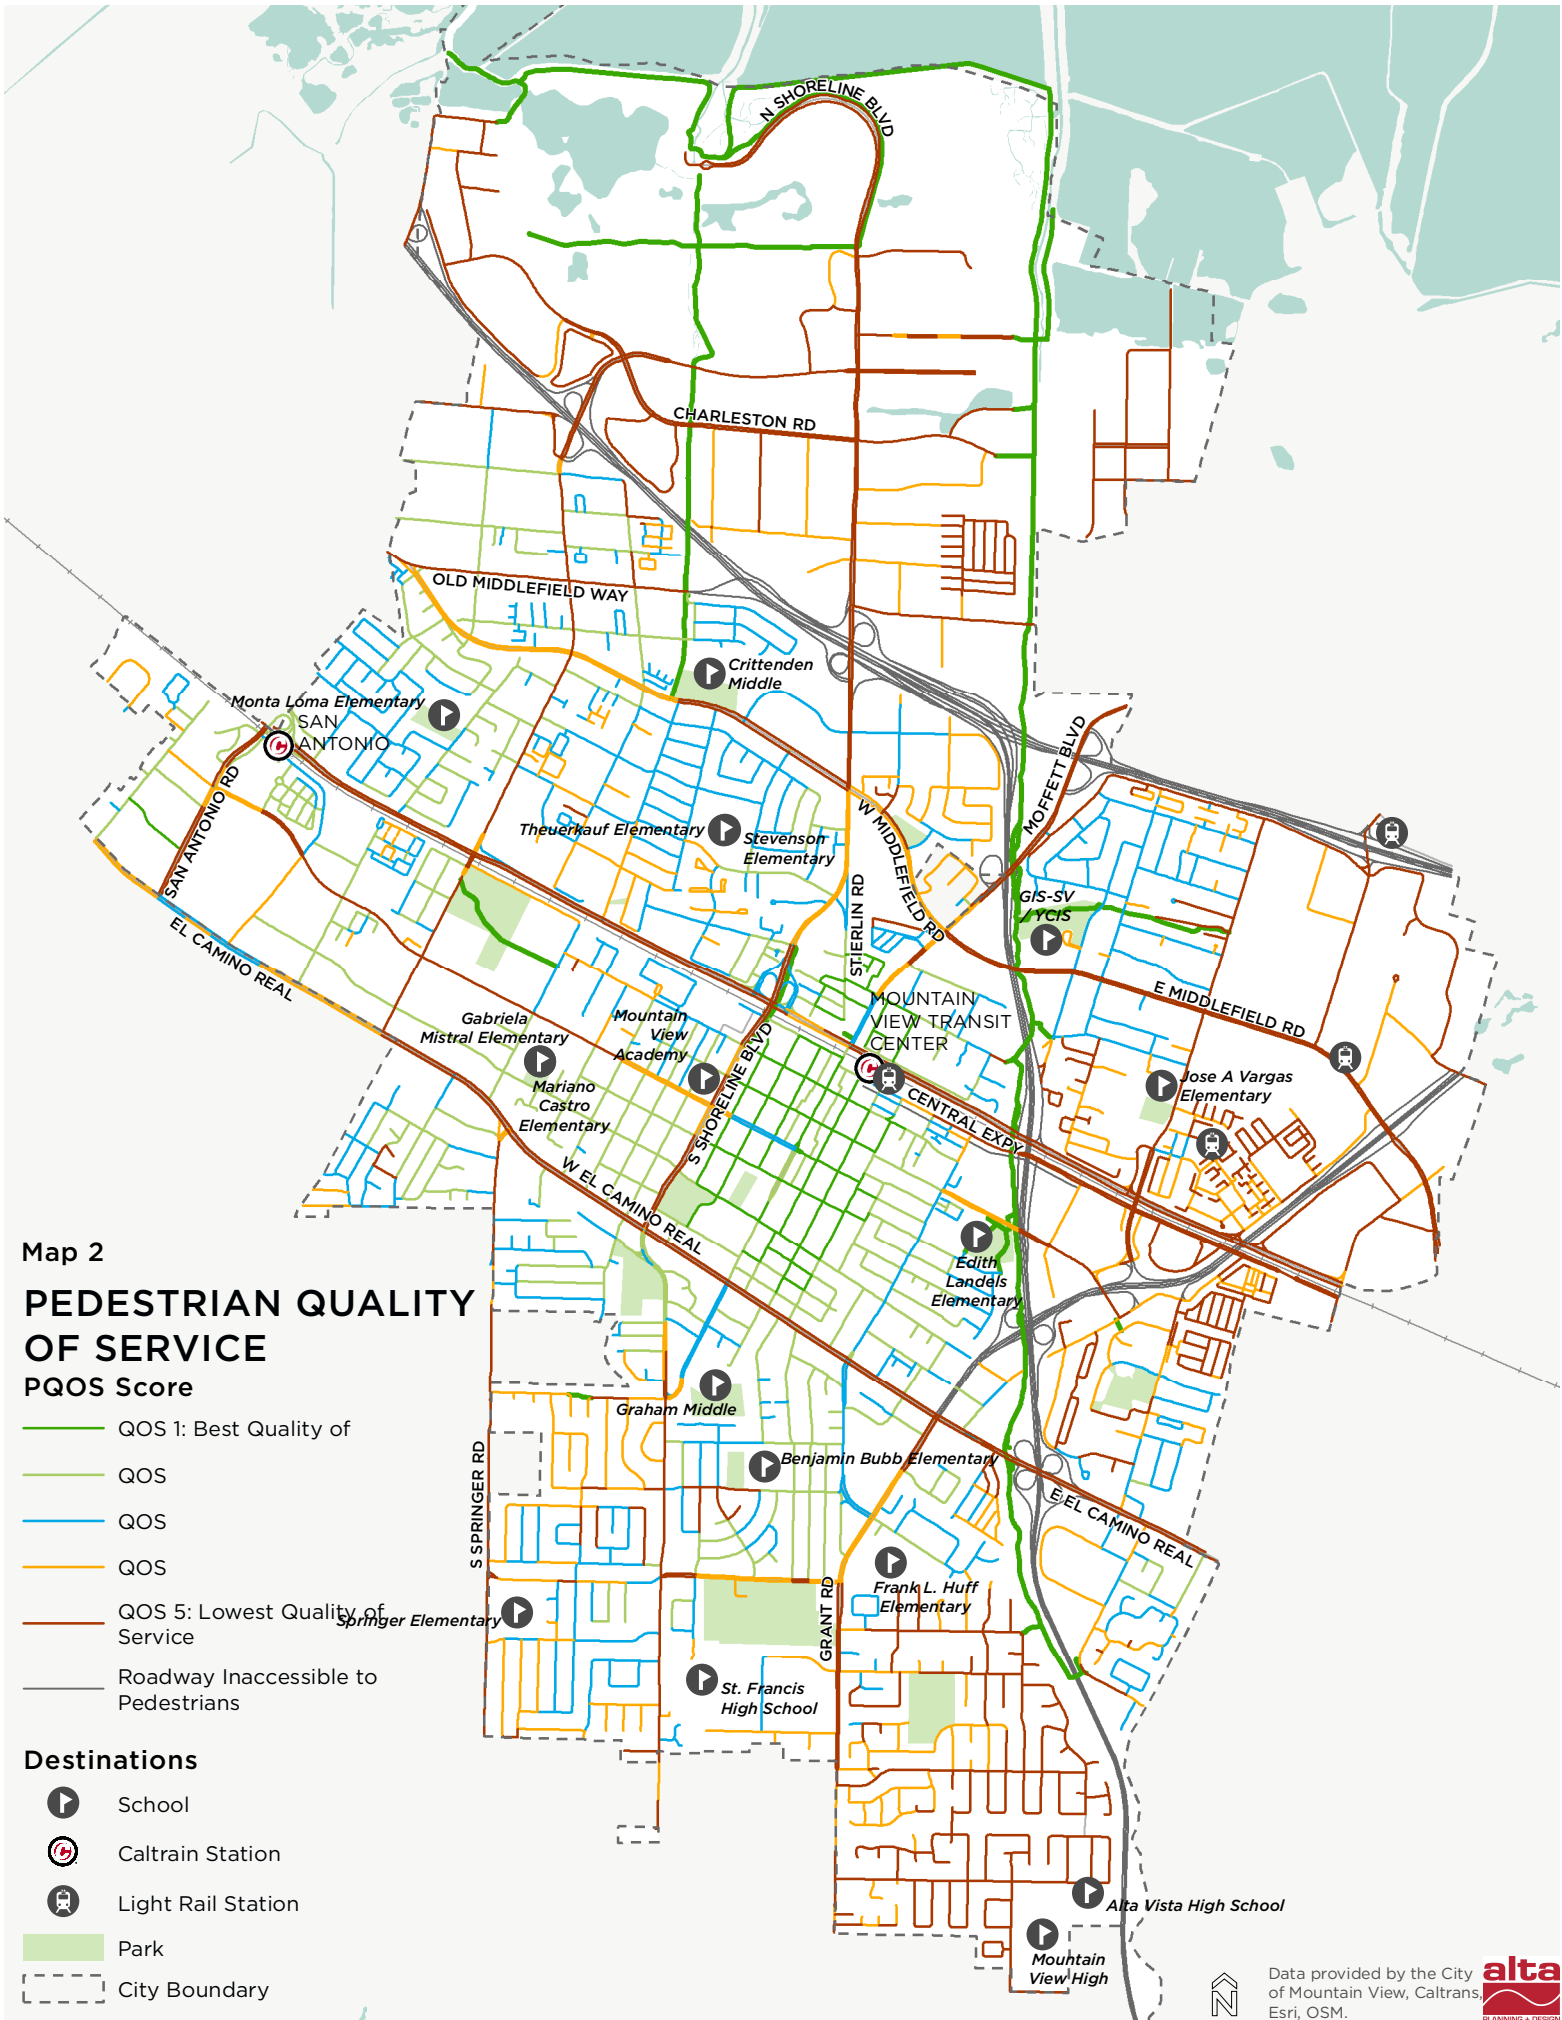 N SHORELINE BLVD
CHARLESTON RD
OLD MIDDLEFIELD WAY
Crittenden
Middle
Monta Loma Elementary
SAN
ANTONIO
MOFFETT BLVD
SAN ANTONIO RD
Theuerkauf Elementary
Stevenson
Elementary
W MIDDLEFIELD RD
STIERLIN RD
GIS-SV
/ YCIS
EL CAMINO REAL
E MIDDLEFIELD RD
MOUNTAIN
VIEW TRANSIT
CENTER
Gabriela
Mistral Elementary
Mountain
View
Academy
S SHORELINE BLVD
Mariano
Castro
Elementary
Jose A Vargas
Elementary
CENTRAL EXPY
W EL CAMINO REAL
Edith
Landels
Elementary
Map 2
PEDESTRIAN QUALITY
OF SERVICE
PQOS Score
QOS 1: Best Quality of
QOS
QOS
QOS
QOS 5: Lowest Quality of
Service
Roadway Inaccessible to
Pedestrians
Graham Middle
Benjamin Bubb Elementary
S SPRINGER RD
E EL CAMINO REAL
Frank L. Huff
Elementary
Springer Elementary
GRANT RD
St. Francis
High School
Destinations
School
Caltrain Station
Light Rail Station
Park
City Boundary
Alta Vista High School
Mountain
View High
N
Data provided by the City
of Mountain View, Caltrans,
Esri, OSM.
alta
PLANNING + DESIGN